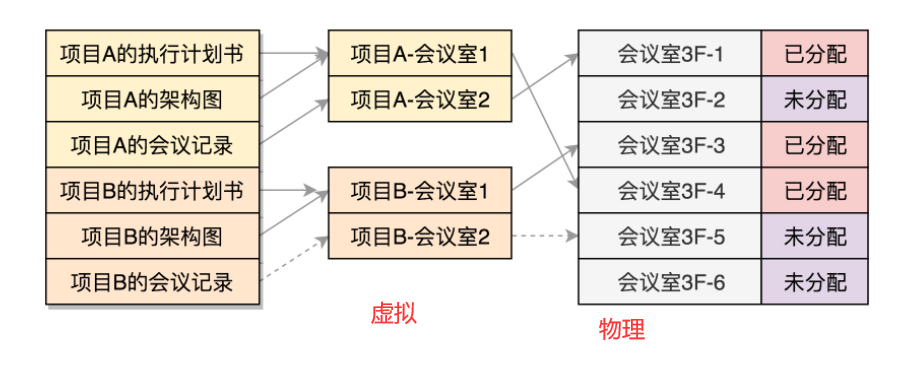 项目A的执行计划书
项目A的架构图
项目A的会议记录
项目B的执行计划书
项目B的架构图
项目B的会议记录
项目A-会议室1
项目A-会议室2
项目B-会议室1
项目B-会议室2
虚拟
会议室3F-1 已分配
会议室3F-2 未分配
会议室3F-3 已分配
会议室3F-4 已分配
会议室3F-5 未分配
会议室3F-6 未分配
物理